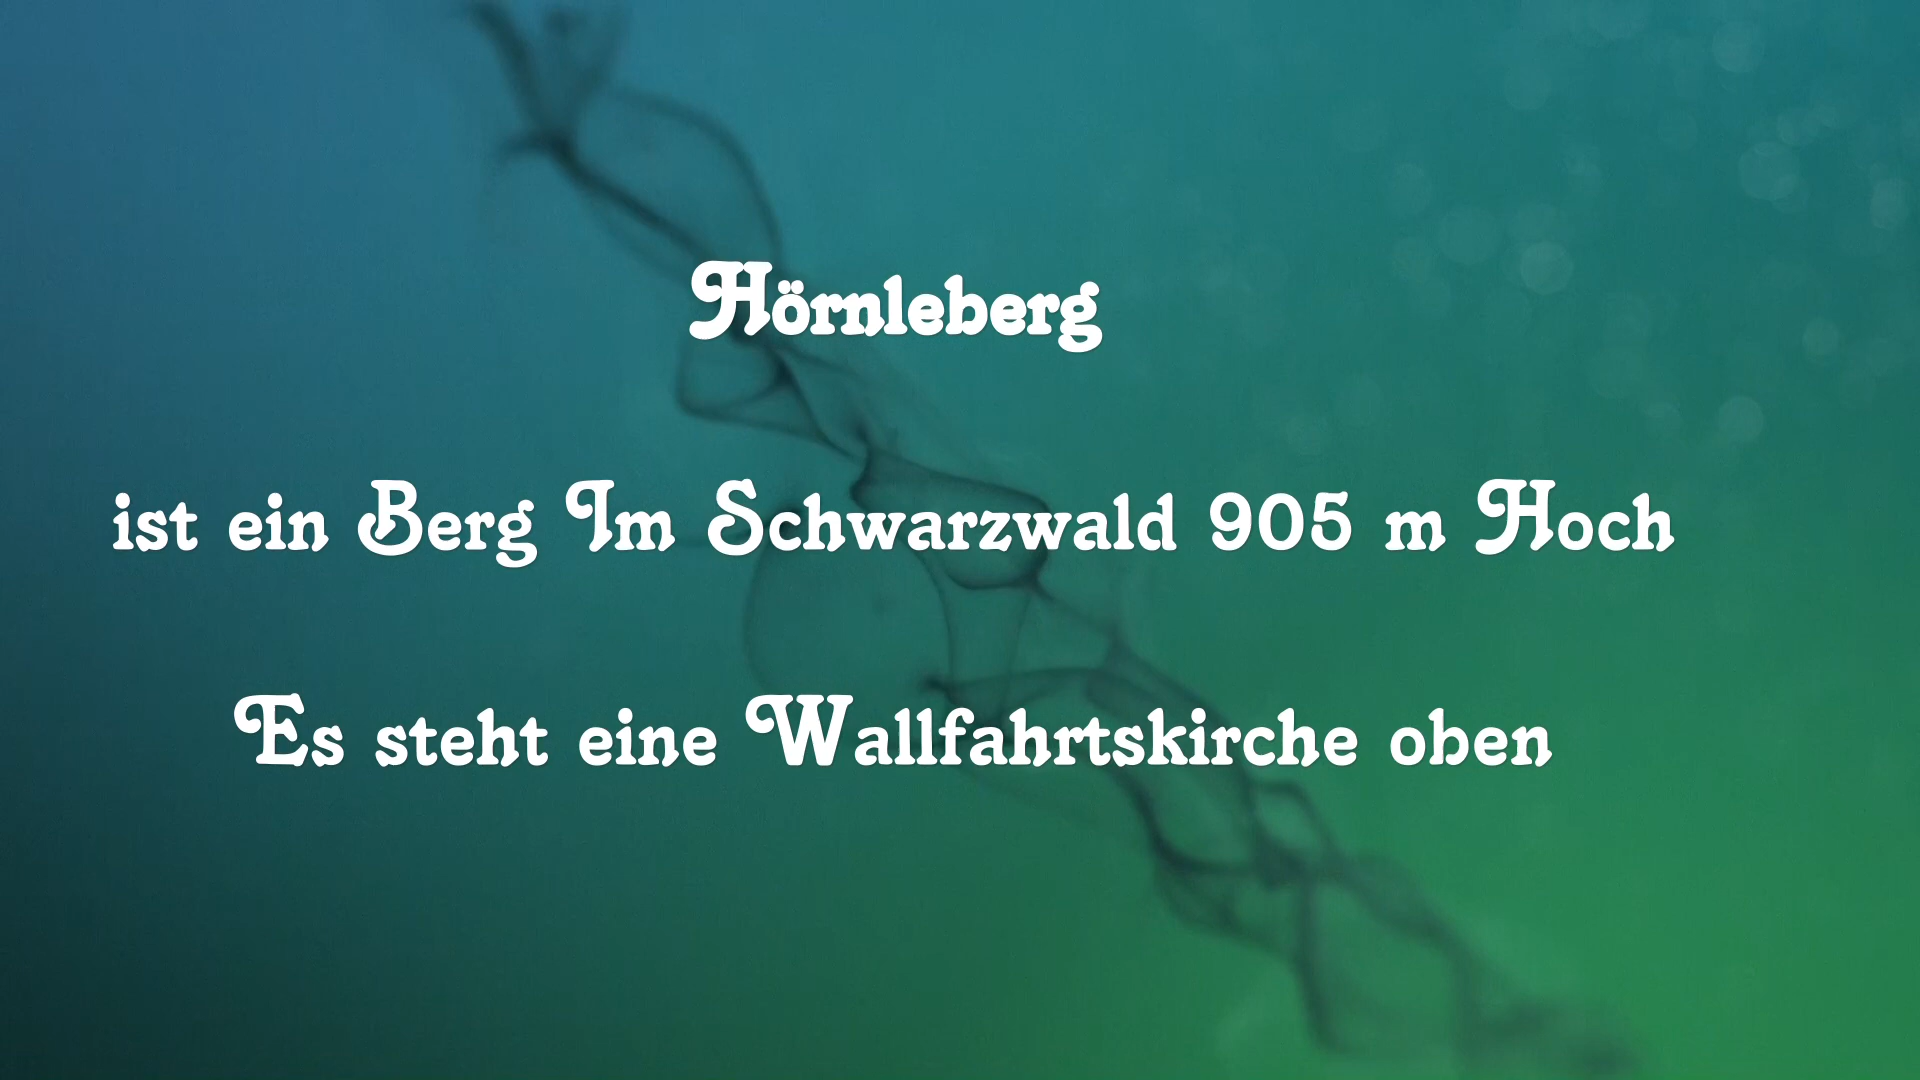 Hörnleberg
ist ein Berg Im Schwarzwald 905 m Hoch
Es steht eine Wallfahrtskirche oben